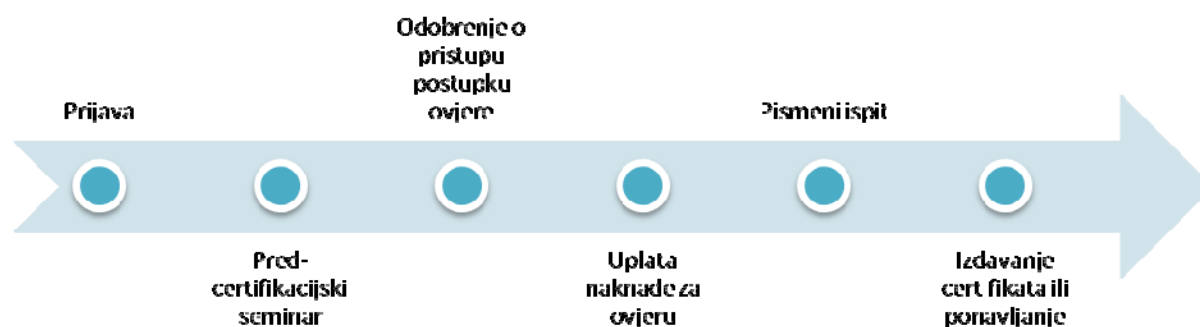 Prijava
Pred-
certifikacijski
seminar
Odobrenje o
pristupu
postupku
ovjere
Uplata
naknade za
ovjeru
Pismeni ispit
Izdavanje
certifikata ili
ponavljanje